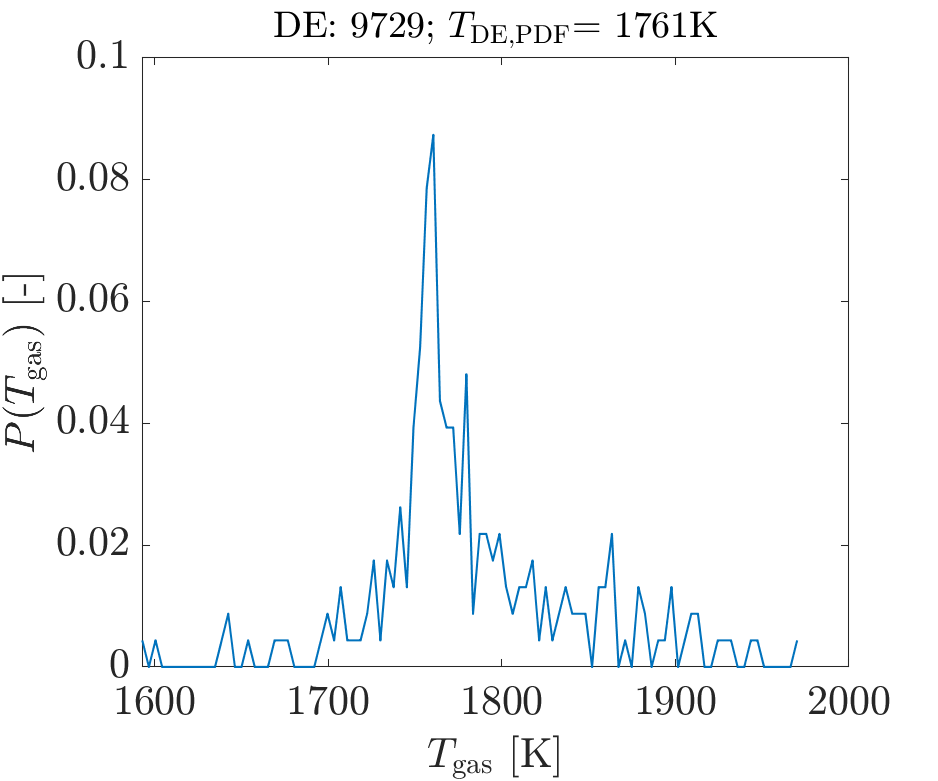 DE: 9729; T_DE,PDF= 1761K
0.1
0.08
0.06
0.04
0.02
0
P(T_gas) [-]
1600 1700 1800 1900 2000
T_gas [K]